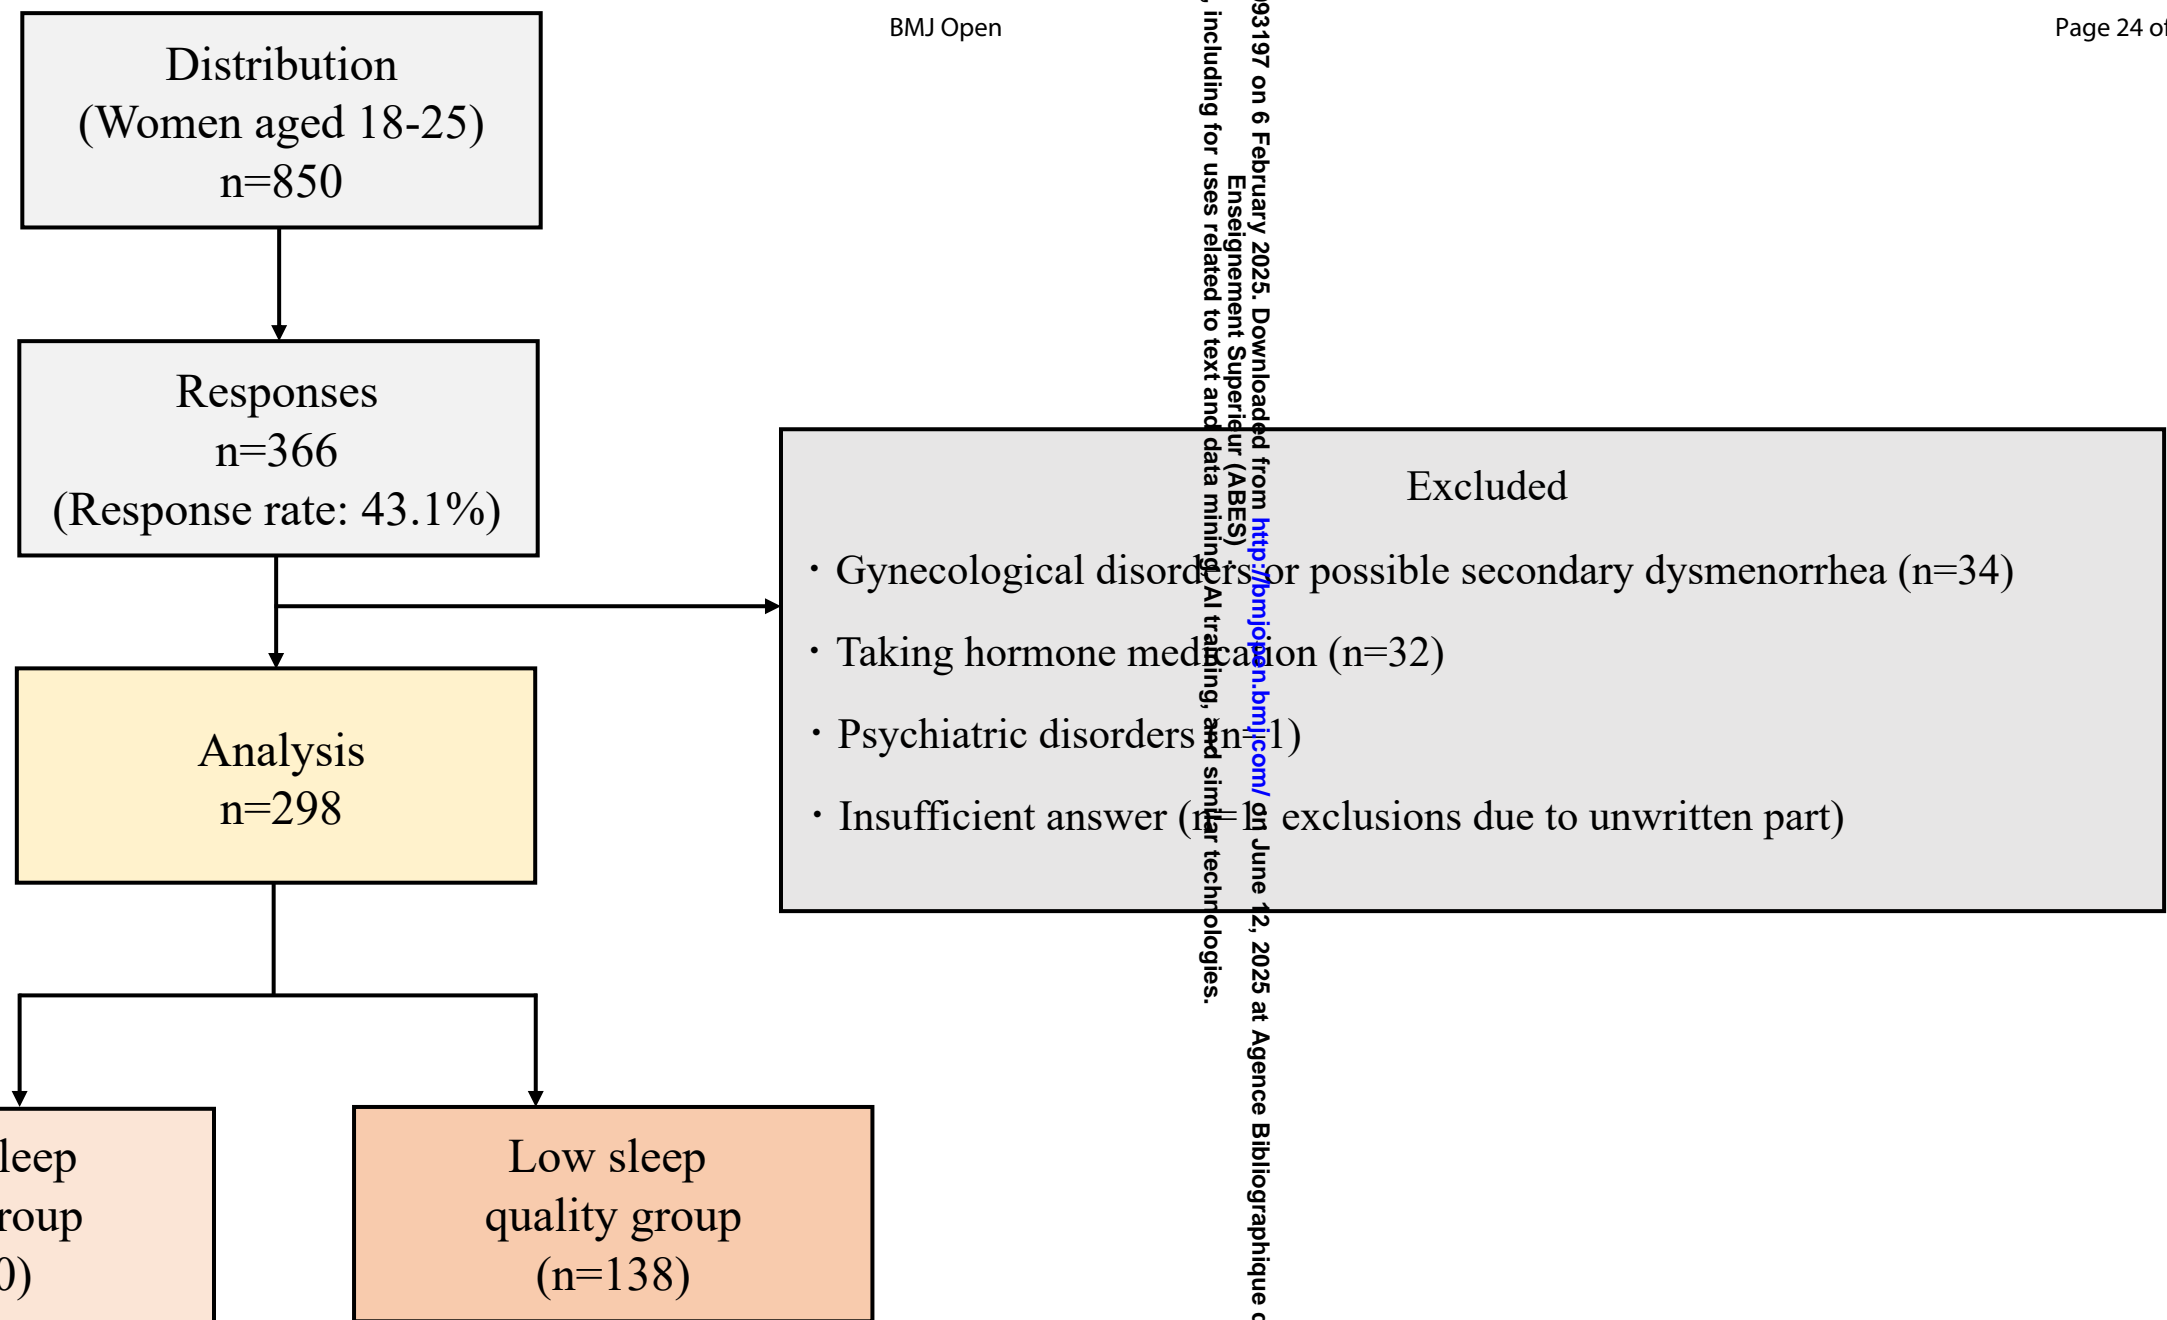 BMJ Open
Page 24 of
Distribution
(Women aged 18-25)
n=850
Responses
n=366
(Response rate: 43.1%)
Excluded
・Gynecological disorders or possible secondary dysmenorrhea (n=34)
・Taking hormone medication (n=32)
・Psychiatric disorders (n=1)
・Insufficient answer (n=1: exclusions due to unwritten part)
Analysis
n=298
leep
roup
0)
Low sleep
quality group
(n=138)
93197 on 6 February 2025. Downloaded from http://bmjopen.bmj.com/ on June 12, 2025 at Agence Bibliographique
Enseignement Superieur (ABES) .
, including for uses related to text and data mining, AI training, and similar technologies.